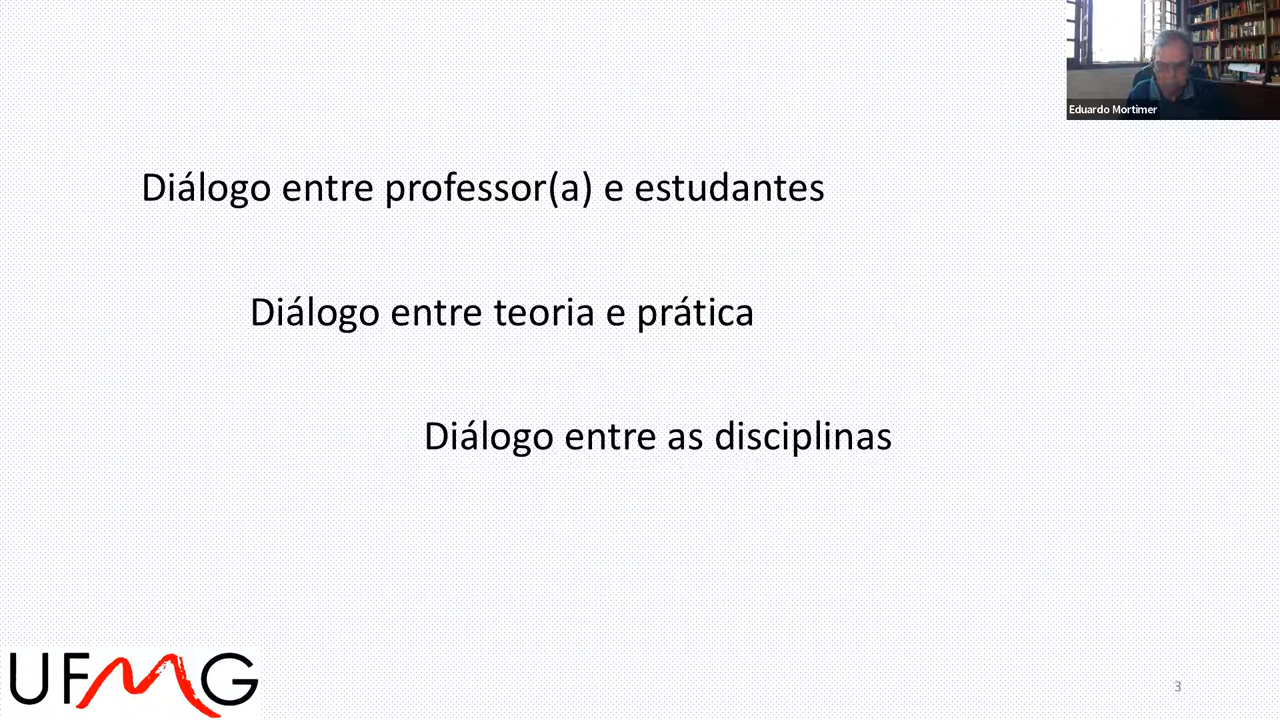 Eduardo Mortimer
Diálogo entre professor(a) e estudantes
Diálogo entre teoria e prática
Diálogo entre as disciplinas
UFMG
3